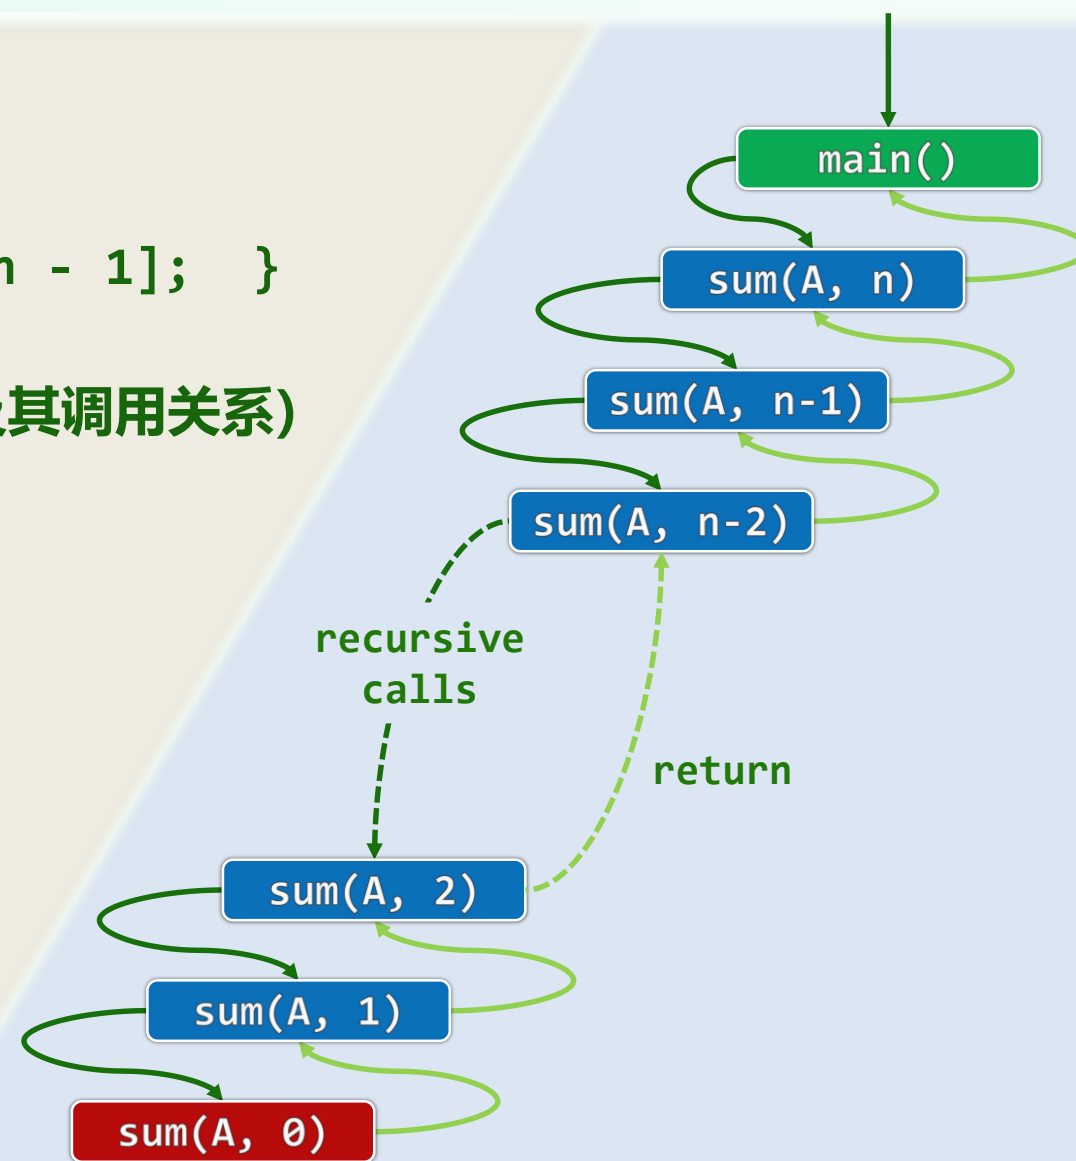 main()
n - 1];  }
sum(A, n)
sum(A, n-1)
其调用关系)
sum(A, n-2)
recursive
calls
return
sum(A, 2)
sum(A, 1)
sum(A, 0)